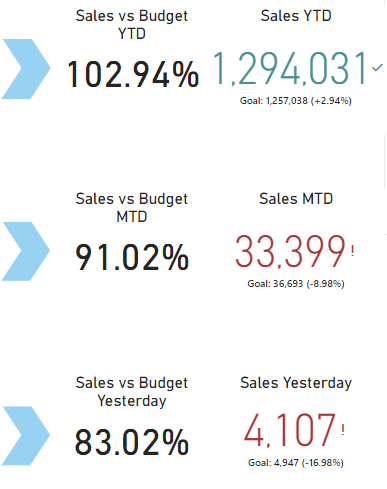 Sales vs Budget
YTD
102.94%
Sales YTD
1,294,031
Goal: 1,257,038 (+2.94%)
Sales vs Budget
MTD
91.02%
Sales MTD
33,399!
Goal: 36,693 (-8.98%)
Sales vs Budget
Yesterday
83.02%
Sales Yesterday
4,107!
Goal: 4,947 (-16.98%)